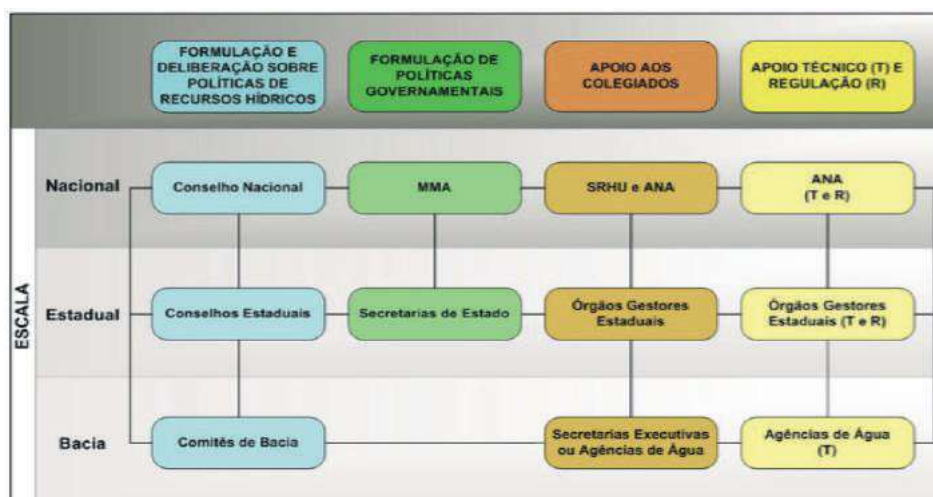 FORMULAÇÃO E
DELIBERAÇÃO SOBRE
POLÍTICAS DE
RECURSOS HÍDRICOS
FORMULAÇÃO DE
POLÍTICAS
GOVERNAMENTAIS
APOIO AOS
COLEGIADOS
APOIO TÉCNICO (T) E
REGULAÇÃO (R)
ESCALA
Nacional
Conselho Nacional
MMA
SRHU e ANA
ANA
(T e R)
Estadual
Conselhos Estaduais
Secretarias de Estado
Órgãos Gestores
Estaduais
Órgãos Gestores
Estaduais (T e R)
Bacia
Comitês de Bacia
Secretarias Executivas
ou Agências de Água
Agências de Água
(T)